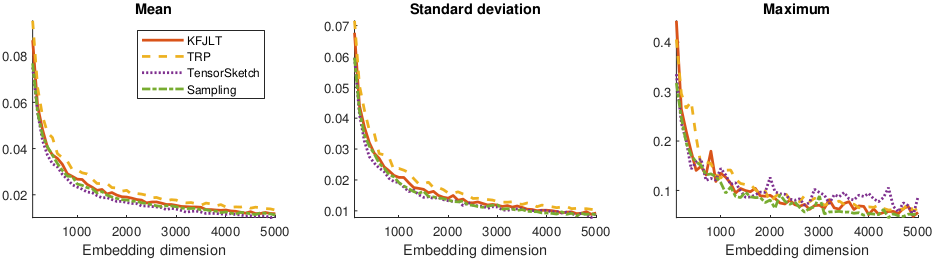 Mean
0.08
0.06
0.04
0.02
1000 2000 3000 4000 5000
Embedding dimension
KFJLT
TRP
TensorSketch
Sampling
Standard deviation
0.07
0.06
0.05
0.04
0.03
0.02
0.01
1000 2000 3000 4000 5000
Embedding dimension
Maximum
0.4
0.3
0.2
0.1
1000 2000 3000 4000 5000
Embedding dimension